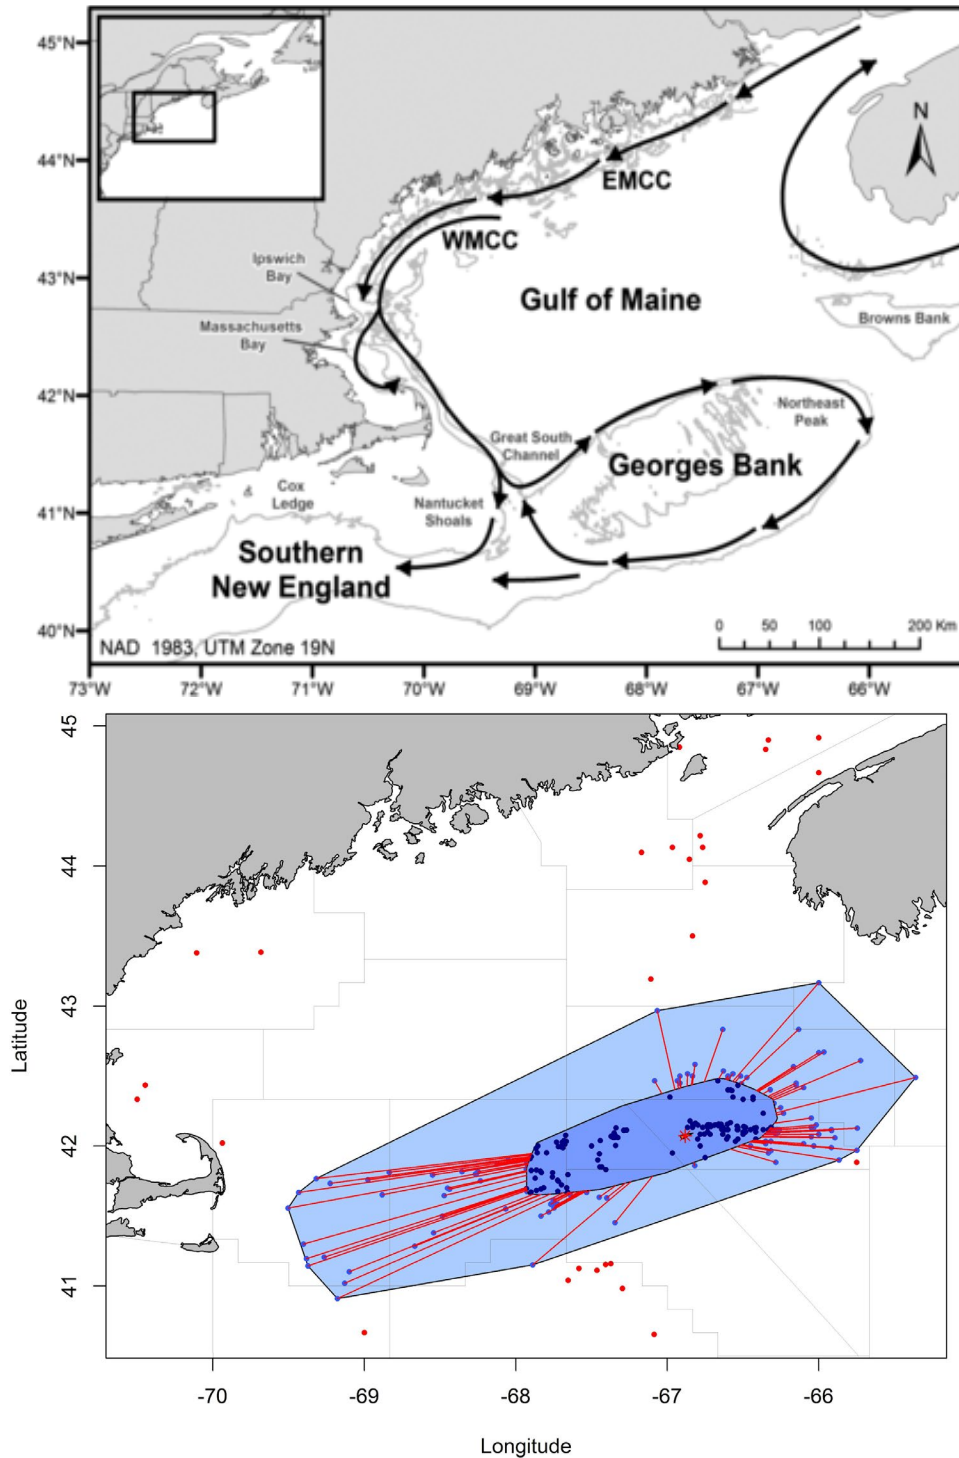 45°N
44°N
43°N
42°N
41°N
40°N
N
EMCC
WMCC
Ipswich
Bay
Gulf of Maine
Browns Bank
Massachusetts
Bay
Northeast
Peak
Great South
Channel
Georges Bank
Cox
Ledge
Nantucket
Shoals
Southern
New England
0 50 100 200 Km
NAD 1983, UTM Zone 19N
73°W 72°W 71°W 70°W 69°W 68°W 67°W 66°W
45
44
43
42
41
Latitude
-70 -69 -68 -67 -66
Longitude